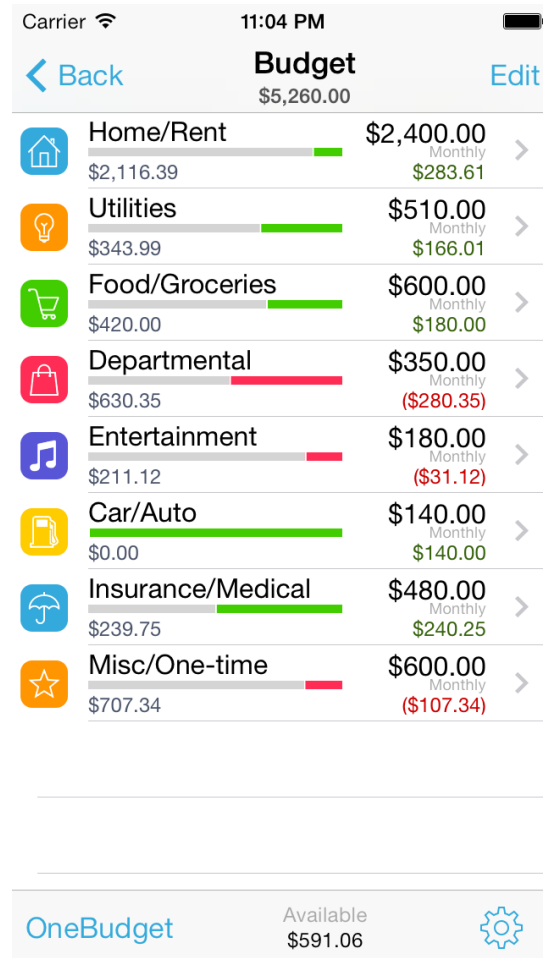 Carrier 11:04 PM
Back Budget Edit
$5,260.00
Home/Rent $2,400.00
Monthly
$2,116.39 $283.61
Utilities $510.00
Monthly
$343.99 $166.01
Food/Groceries $600.00
Monthly
$420.00 $180.00
Departmental $350.00
Monthly
$630.35 ($280.35)
Entertainment $180.00
Monthly
$211.12 ($31.12)
Car/Auto $140.00
Monthly
$0.00 $140.00
Insurance/Medical $480.00
Monthly
$239.75 $240.25
Misc/One-time $600.00
Monthly
$707.34 ($107.34)
OneBudget Available
$591.06